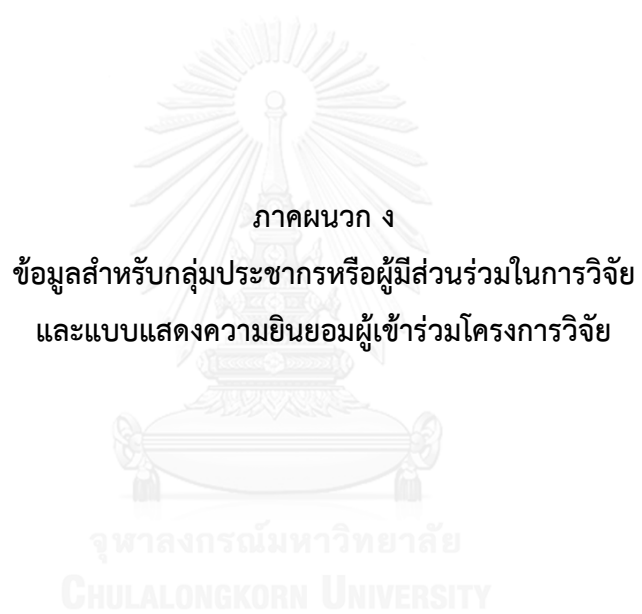 ภาคผนวก ง
ข้อมูลสำหรับกลุ่มประชากรหรือผู้มีส่วนร่วมในการวิจัย
และแบบแสดงความยินยอมผู้เข้าร่วมโครงการวิจัย
จุฬาลงกรณ์มหาวิทยาลัย
CHULALONGKORN UNIVERSITY